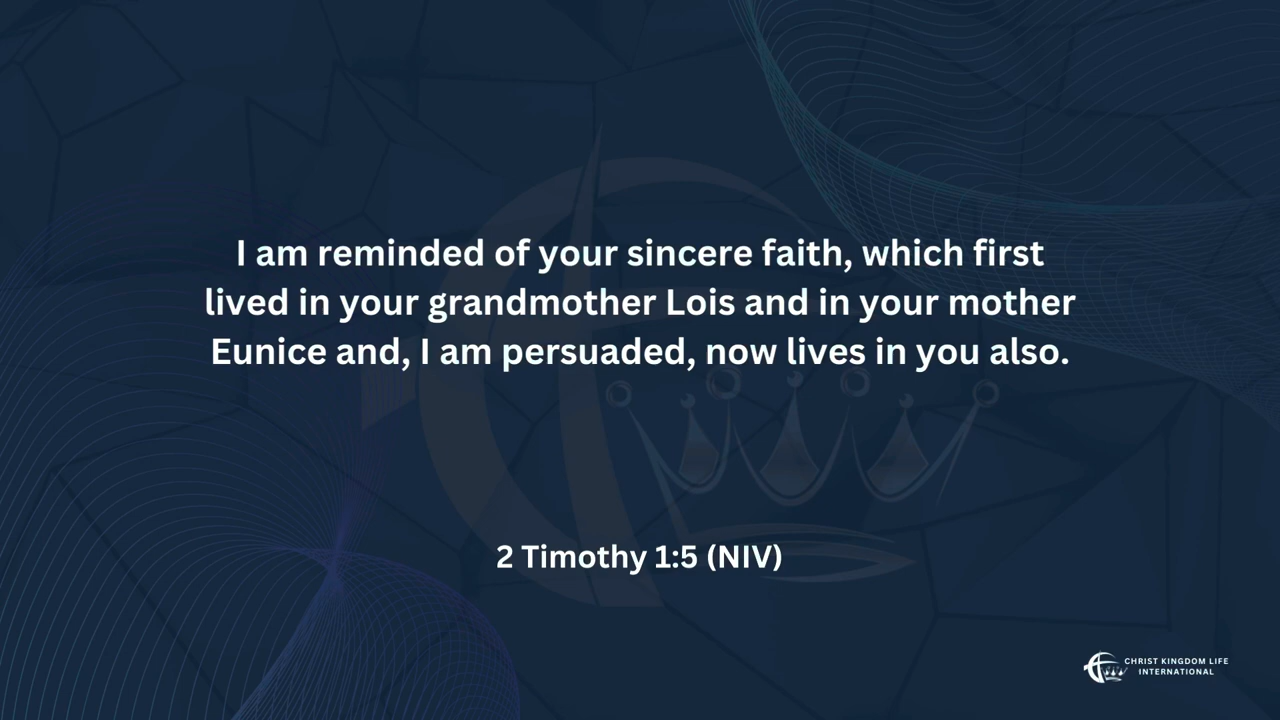 I am reminded of your sincere faith, which first
lived in your grandmother Lois and in your mother
Eunice and, I am persuaded, now lives in you also.
2 Timothy 1:5 (NIV)
CHRIST KINGDOM LIFE
INTERNATIONAL